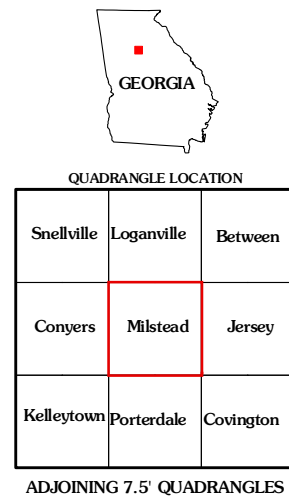 GEORGIA
QUADRANGLE LOCATION
Snellville Loganville Between
Conyers Milstead Jersey
Kelleytown Porterdale Covington
ADJOINING 7.5' QUADRANGLES